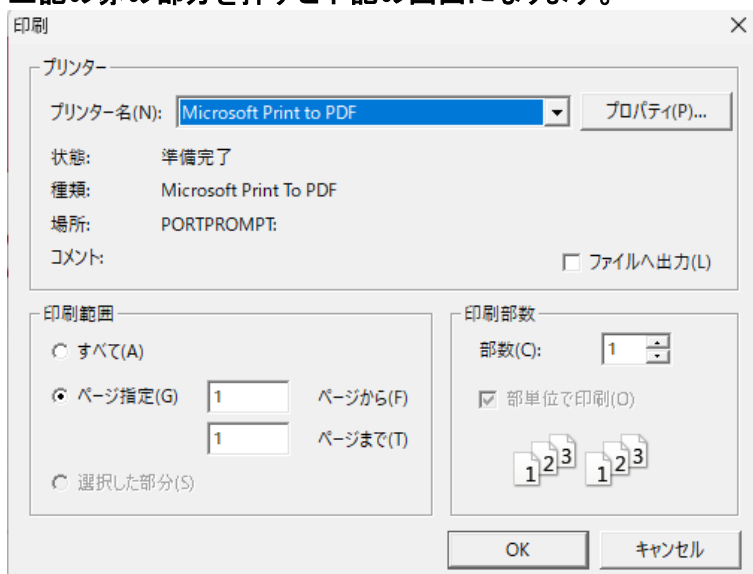 印刷
プリンター
プリンター名(N): Microsoft Print to PDF プロパティ(P)...
状態: 準備完了
種類: Microsoft Print To PDF
場所: PORTPROMPT:
コメント: ファイルへ出力(L)
印刷範囲
すべて(A)
ページ指定(G) 1 ページから(F)
1 ページまで(T)
選択した部分(S)
印刷部数
部数(C): 1
部単位で印刷(O)
1 2 3 1 2 3
OK キャンセル